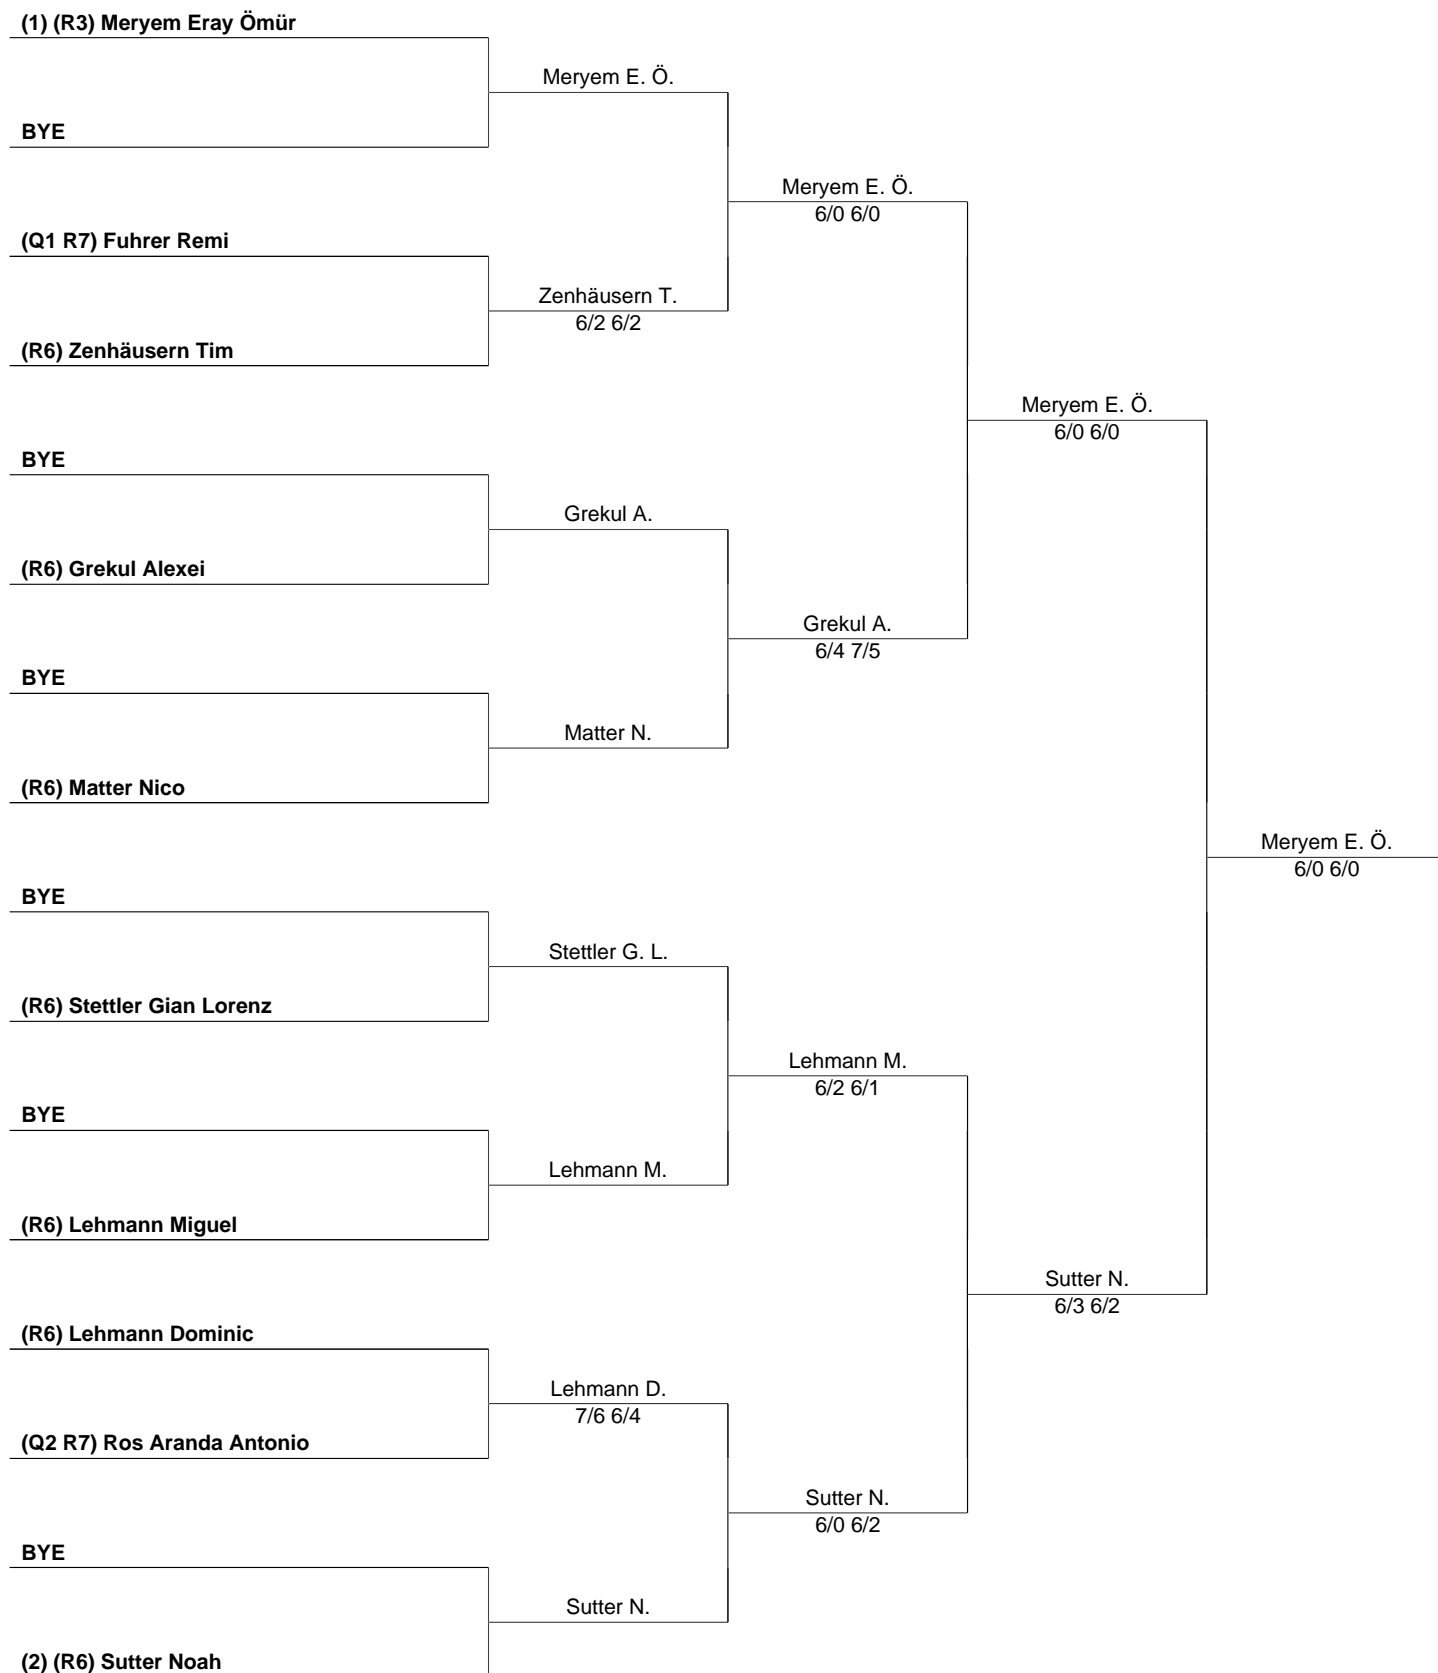 (1) (R3) Meryem Eray Ömür
Meryem E. Ö.
BYE
Meryem E. Ö.
6/0 6/0
(Q1 R7) Fuhrer Remi
Zenhäusern T.
6/2 6/2
(R6) Zenhäusern Tim
Meryem E. Ö.
6/0 6/0
BYE
Grekul A.
(R6) Grekul Alexei
Grekul A.
6/4 7/5
BYE
Matter N.
(R6) Matter Nico
Meryem E. Ö.
6/0 6/0
BYE
Stettler G. L.
(R6) Stettler Gian Lorenz
Lehmann M.
6/2 6/1
BYE
Lehmann M.
(R6) Lehmann Miguel
Sutter N.
6/3 6/2
(R6) Lehmann Dominic
Lehmann D.
7/6 6/4
(Q2 R7) Ros Aranda Antonio
Sutter N.
6/0 6/2
BYE
Sutter N.
(2) (R6) Sutter Noah